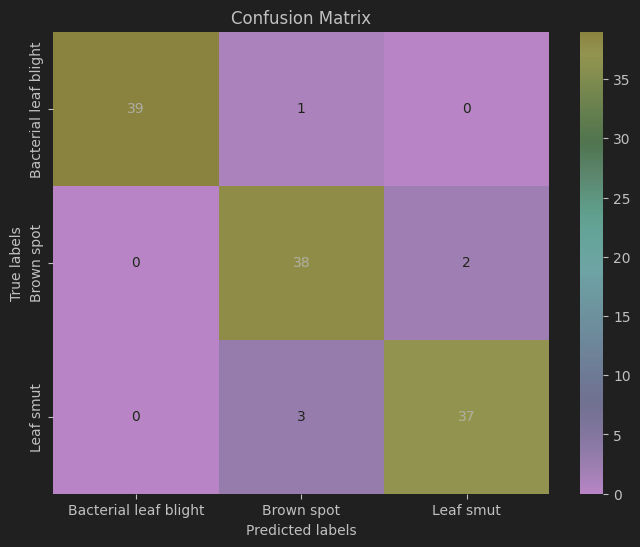 Confusion Matrix
Bacterial leaf blight
39 1 0
35
30
True labels
Brown spot
0 38 2
25
20
15
Leaf smut
0 3 37
10
5
0
Bacterial leaf blight Brown spot Leaf smut
Predicted labels